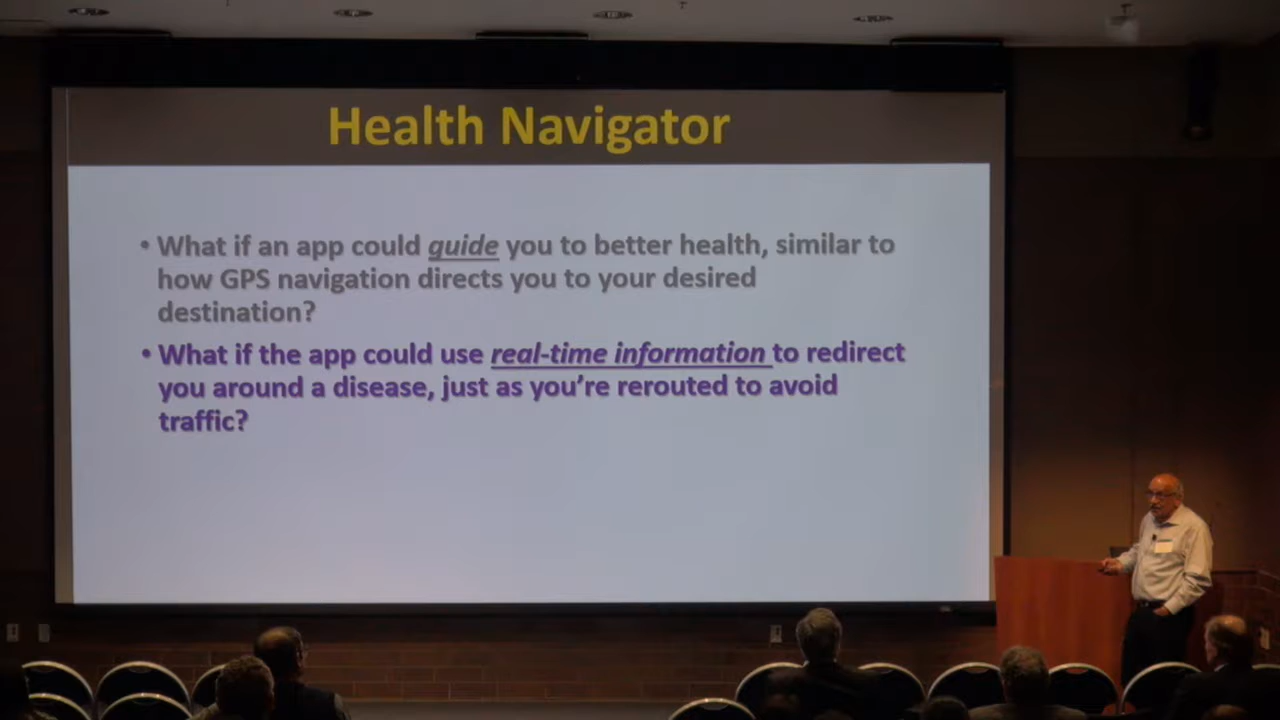 Health Navigator
• What if an app could guide you to better health, similar to
how GPS navigation directs you to your desired
destination?
• What if the app could use real-time information to redirect
you around a disease, just as you're rerouted to avoid
traffic?